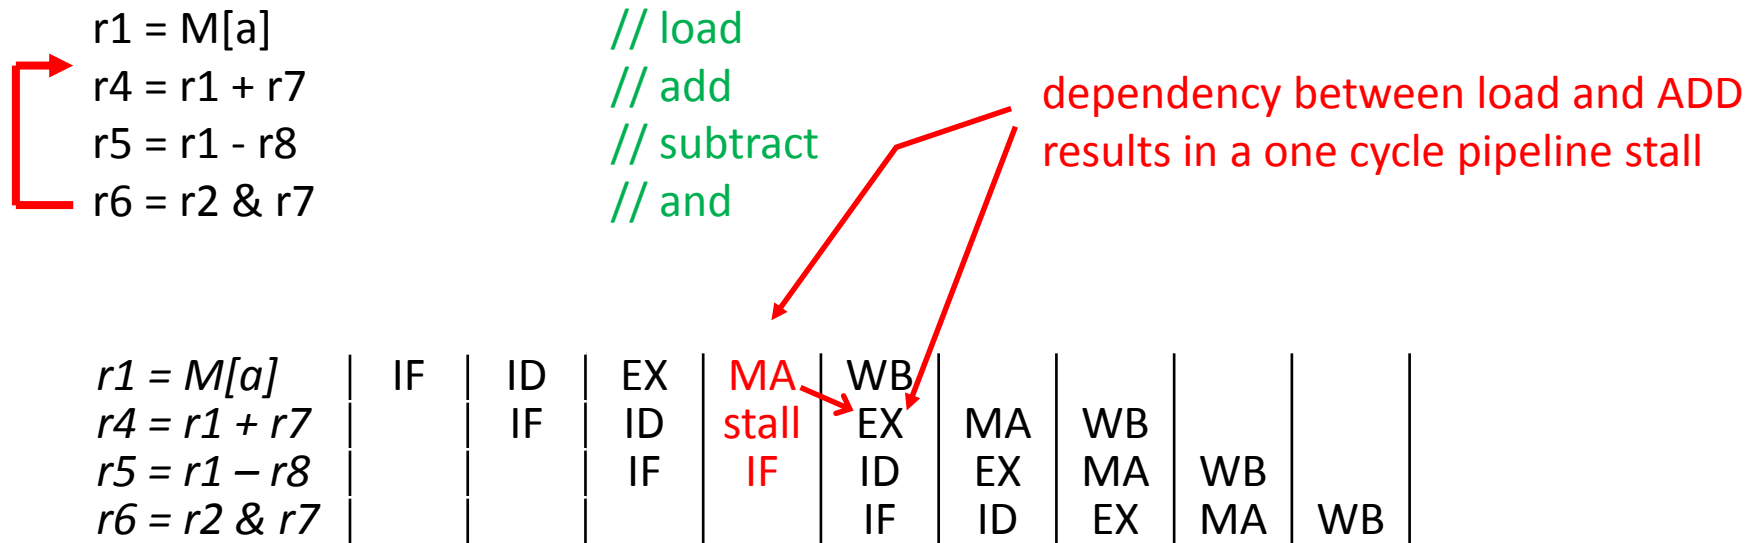 r1 = M[a] // load
r4 = r1 + r7 // add
r5 = r1 - r8 // subtract
r6 = r2 & r7 // and
dependency between load and ADD
results in a one cycle pipeline stall
r1 = M[a] | IF | ID | EX | MA | WB
r4 = r1 + r7 | | IF | ID | stall | EX | MA | WB
r5 = r1 – r8 | | | IF | IF | ID | EX | MA | WB
r6 = r2 & r7 | | | | | IF | ID | EX | MA | WB